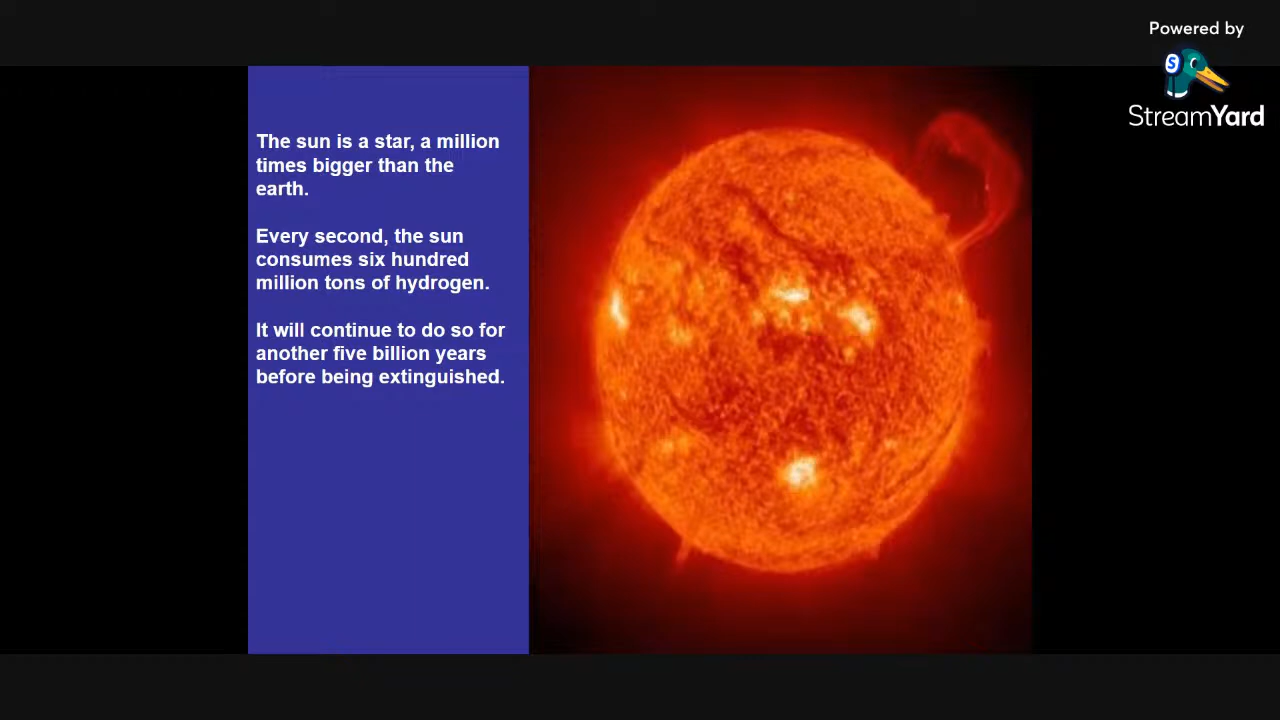 Powered by
S
StreamYard
The sun is a star, a million
times bigger than the
earth.
Every second, the sun
consumes six hundred
million tons of hydrogen.
It will continue to do so for
another five billion years
before being extinguished.